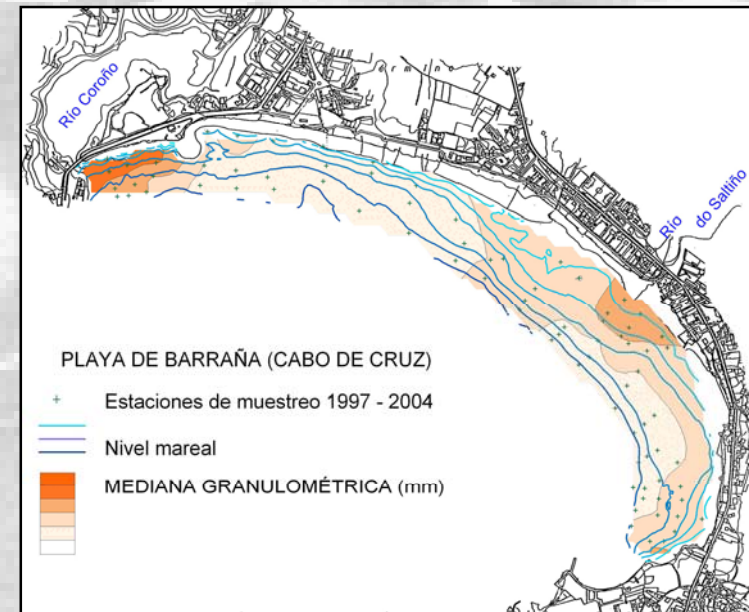 Río Coroño
Río
do Saltiño
PLAYA DE BARRAÑA (CABO DE CRUZ)
Estaciones de muestreo 1997 - 2004
Nivel mareal
MEDIANA GRANULOMÉTRICA (mm)